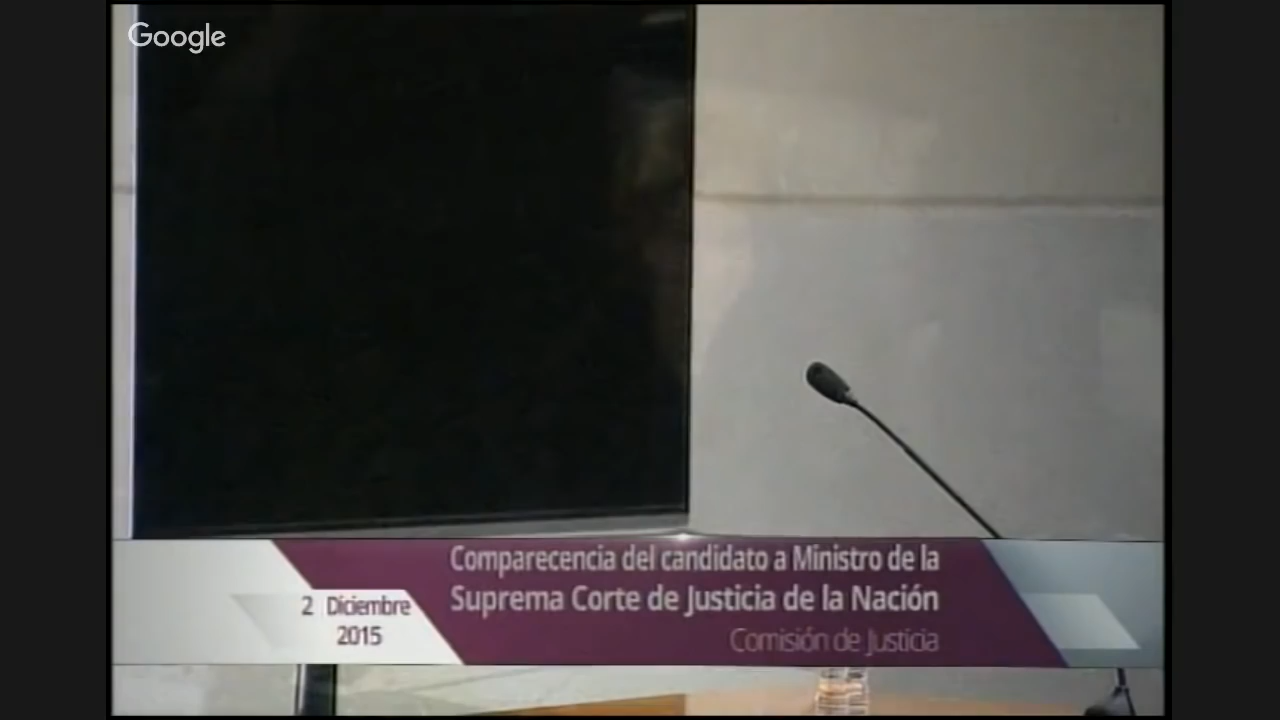 Google
Comparecencia del candidato a Ministro de la
Suprema Corte de Justicia de la Nación
Comisión de Justicia
2 Diciembre
2015